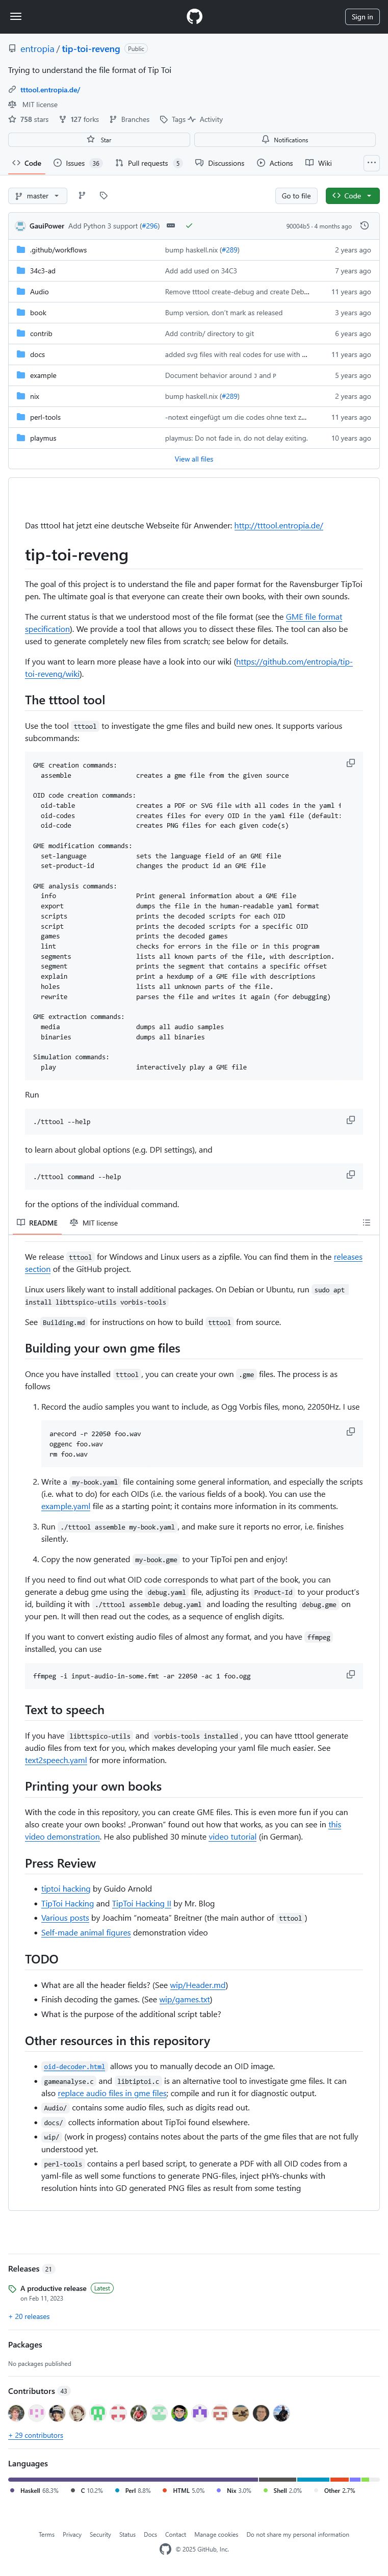 Sign in
entropia / tip-toi-reveng Public
Trying to understand the file format of Tip Toi
tttool.entropia.de/
MIT license
758 stars 127 forks Branches Tags Activity
Star Notifications
Code Issues 36 Pull requests 5 Discussions Actions Wiki
master Go to file Code
GauiPower Add Python 3 support (#296) 90004b5 · 4 months ago
.github/workflows bump haskell.nix (#289) 2 years ago
34c3-ad Add add used on 34C3 7 years ago
Audio Remove tttool create-debug and create Deb… 11 years ago
book Bump version, don't mark as released 3 years ago
contrib Add contrib/ directory to git 6 years ago
docs added svg files with real codes for use with … 11 years ago
example Document behavior around J and P 5 years ago
nix bump haskell.nix (#289) 2 years ago
perl-tools -notext eingefügt um die codes ohne text z… 11 years ago
playmus playmus: Do not fade in, do not delay exiting. 10 years ago
View all files
Das tttool hat jetzt eine deutsche Webseite für Anwender: http://tttool.entropia.de/
tip-toi-reveng
The goal of this project is to understand the file and paper format for the Ravensburger TipToi
pen. The ultimate goal is that everyone can create their own books, with their own sounds.
The current status is that we understood most of the file format (see the GME file format
specification). We provide a tool that allows you to dissect these files. The tool can also be
used to generate completely new files from scratch; see below for details.
If you want to learn more please have a look into our wiki (https://github.com/entropia/tip-
toi-reveng/wiki).
The tttool tool
Use the tool tttool to investigate the gme files and build new ones. It supports various
subcommands:
GME creation commands:
assemble creates a gme file from the given source
OID code creation commands:
oid-table creates a PDF or SVG file with all codes in the yaml f
oid-codes creates files for every OID in the yaml file (default:
oid-code creates PNG files for each given code(s)
GME modification commands:
set-language sets the language field of an GME file
set-product-id changes the product id an GME file
GME analysis commands:
info Print general information about a GME file
export dumps the file in the human-readable yaml format
scripts prints the decoded scripts for each OID
script prints the decoded scripts for a specific OID
games prints the decoded games
lint checks for errors in the file or in this program
segments lists all known parts of the file, with description.
segment prints the segment that contains a specific offset
explain print a hexdump of a GME file with descriptions
holes lists all unknown parts of the file.
rewrite parses the file and writes it again (for debugging)
GME extraction commands:
media dumps all audio samples
binaries dumps all binaries
Simulation commands:
play interactively play a GME file
Run
./tttool --help
to learn about global options (e.g. DPI settings), and
./tttool command --help
for the options of the individual command.
README MIT license
We release tttool for Windows and Linux users as a zipfile. You can find them in the releases
section of the GitHub project.
Linux users likely want to install additional packages. On Debian or Ubuntu, run sudo apt
install libttspico-utils vorbis-tools
See Building.md for instructions on how to build tttool from source.
Building your own gme files
Once you have installed tttool, you can create your own .gme files. The process is as
follows
1. Record the audio samples you want to include, as Ogg Vorbis files, mono, 22050Hz. I use
arecord -r 22050 foo.wav
oggenc foo.wav
rm foo.wav
2. Write a my-book.yaml file containing some general information, and especially the scripts
(i.e. what to do) for each OIDs (i.e. the various fields of a book). You can use the
example.yaml file as a starting point; it contains more information in its comments.
3. Run ./tttool assemble my-book.yaml, and make sure it reports no error, i.e. finishes
silently.
4. Copy the now generated my-book.gme to your TipToi pen and enjoy!
If you need to find out what OID code corresponds to what part of the book, you can
generate a debug gme using the debug.yaml file, adjusting its Product-Id to your product's
id, building it with ./tttool assemble debug.yaml and loading the resulting debug.gme on
your pen. It will then read out the codes, as a sequence of english digits.
If you want to convert existing audio files of almost any format, and you have ffmpeg
installed, you can use
ffmpeg -i input-audio-in-some.fmt -ar 22050 -ac 1 foo.ogg
Text to speech
If you have libttspico-utils and vorbis-tools installed, you can have tttool generate
audio files from text for you, which makes developing your yaml file much easier. See
text2speech.yaml for more information.
Printing your own books
With the code in this repository, you can create GME files. This is even more fun if you can
also create your own books! „Pronwan" found out how that works, as you can see in this
video demonstration. He also published 30 minute video tutorial (in German).
Press Review
• tiptoi hacking by Guido Arnold
• TipToi Hacking and TipToi Hacking II by Mr. Blog
• Various posts by Joachim "nomeata" Breitner (the main author of tttool)
• Self-made animal figures demonstration video
TODO
• What are all the header fields? (See wip/Header.md)
• Finish decoding the games. (See wip/games.txt)
• What is the purpose of the additional script table?
Other resources in this repository
• oid-decoder.html allows you to manually decode an OID image.
• gameanalyse.c and libtiptoi.c is an alternative tool to investigate gme files. It can
also replace audio files in gme files; compile and run it for diagnostic output.
• Audio/ contains some audio files, such as digits read out.
• docs/ collects information about TipToi found elsewhere.
• wip/ (work in progess) contains notes about the parts of the gme files that are not fully
understood yet.
• perl-tools contains a perl based script, to generate a PDF with all OID codes from a
yaml-file as well some functions to generate PNG-files, inject pHYs-chunks with
resolution hints into GD generated PNG files as result from some testing
Releases 21
A productive release Latest
on Feb 11, 2023
+ 20 releases
Packages
No packages published
Contributors 43
+ 29 contributors
Languages
Haskell 68.3% C 10.2% Python 8.8% HTML 5.0% Nix 3.0% Shell 2.0% Other 2.7%
Terms Privacy Security Status Docs Contact Manage cookies Do not share my personal information
© 2025 GitHub, Inc.